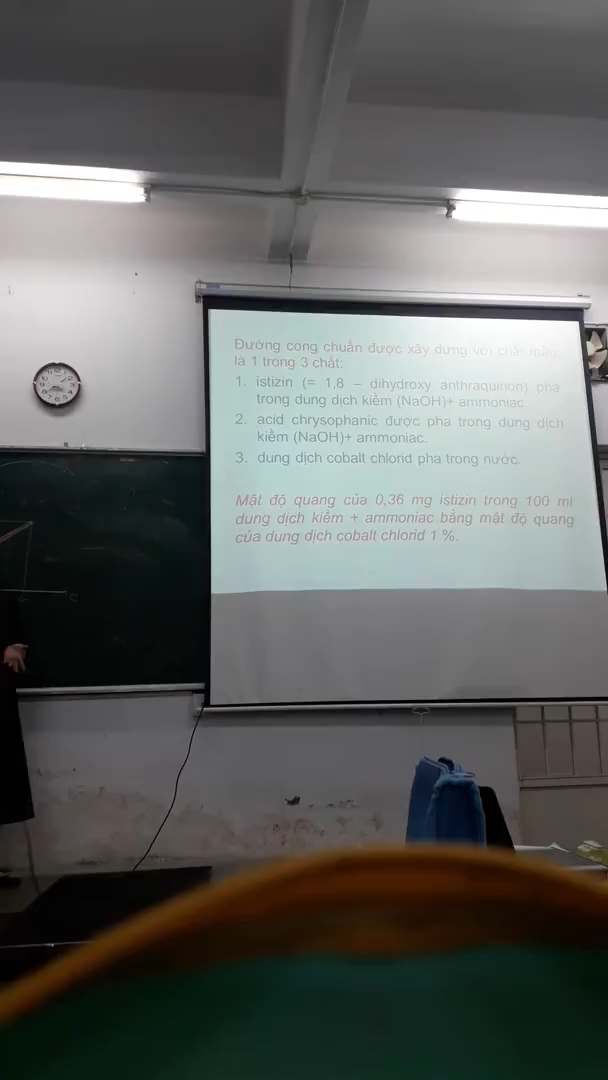 Đường cong chuẩn được xây dựng với chất màu
là 1 trong 3 chất:
1. istizin (= 1,8 – dihydroxy anthraquinon) pha
trong dung dịch kiềm (NaOH)+ ammoniac.
2. acid chrysophanic được pha trong dung dịch
kiềm (NaOH)+ ammoniac.
3. dung dịch cobalt chlorid pha trong nước.
Mật độ quang của 0,36 mg istizin trong 100 ml
dung dịch kiềm + ammoniac bằng mật độ quang
của dung dịch cobalt chlorid 1 %.